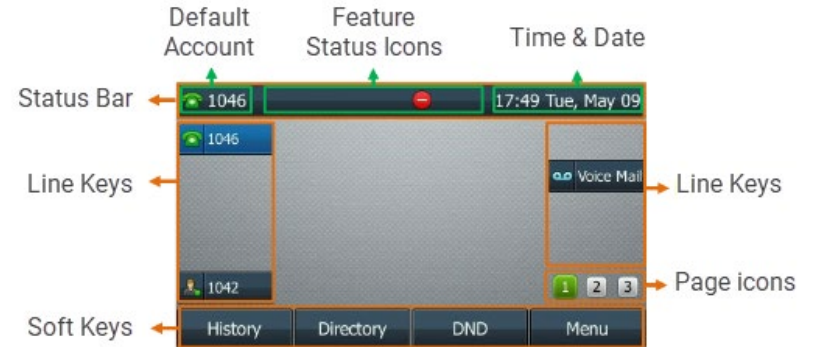 Default
Account
Feature
Status Icons
Time & Date
Status Bar
1046
17:49 Tue, May 09
1046
Line Keys
Voice Mail
Line Keys
1042
1 2 3
Page icons
Soft Keys
History
Directory
DND
Menu